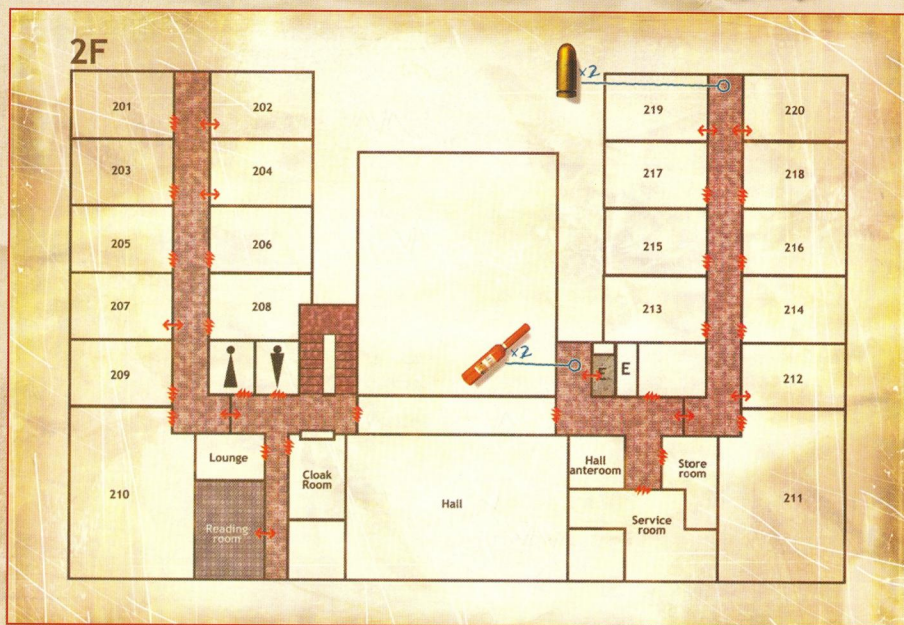 2F
×2
201
202
219
220
203
204
217
218
205
206
215
216
207
208
213
214
×2
209
E
E
212
Lounge
Cloak
Room
Hall
anteroom
Store
room
210
Hall
211
Reading
room
Service
room